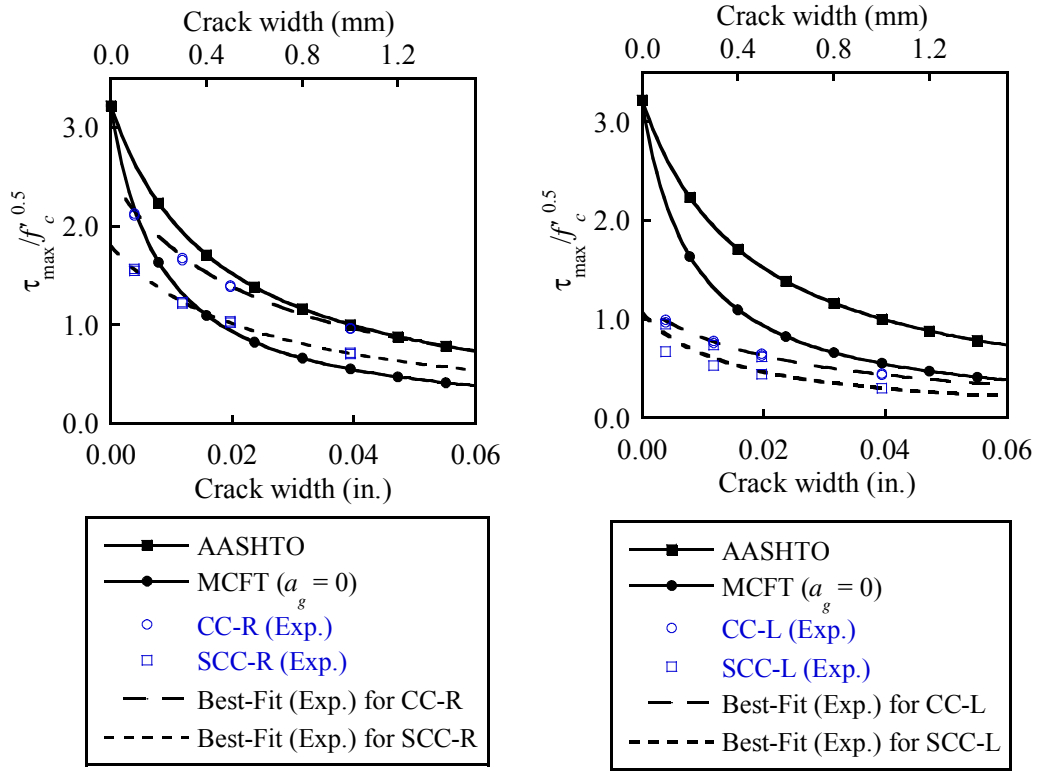 Crack width (mm)
0.0 0.4 0.8 1.2
3.0
2.0
1.0
0.0
τmax/f'c0.5
0.00 0.02 0.04 0.06
Crack width (in.)
AASHTO
MCFT (ag = 0)
CC-R (Exp.)
SCC-R (Exp.)
Best-Fit (Exp.) for CC-R
Best-Fit (Exp.) for SCC-R
Crack width (mm)
0.0 0.4 0.8 1.2
3.0
2.0
1.0
0.0
τmax/f'c0.5
0.00 0.02 0.04 0.06
Crack width (in.)
AASHTO
MCFT (ag = 0)
CC-L (Exp.)
SCC-L (Exp.)
Best-Fit (Exp.) for CC-L
Best-Fit (Exp.) for SCC-L